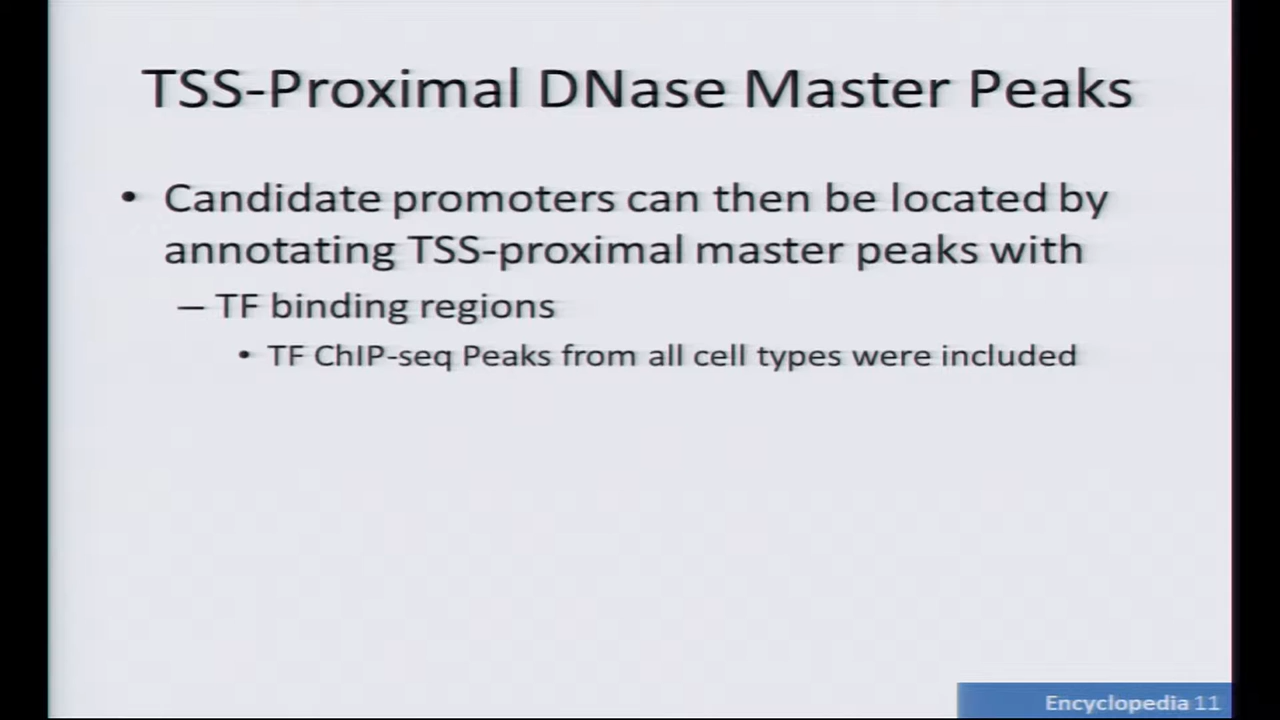 TSS-Proximal DNase Master Peaks
• Candidate promoters can then be located by
annotating TSS-proximal master peaks with
– TF binding regions
• TF ChIP-seq Peaks from all cell types were included
Encyclopedia 11